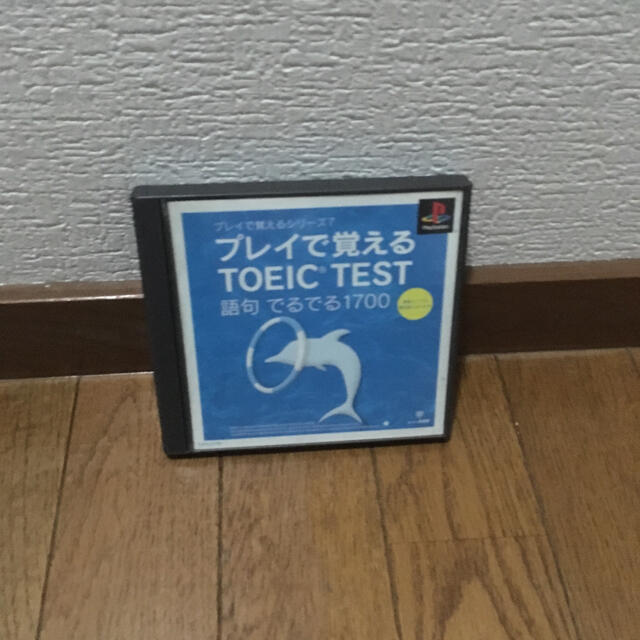 プレイで覚えるシリーズ7
プレイで覚える
TOEIC® TEST
語句 でるでる1700
PlayStation